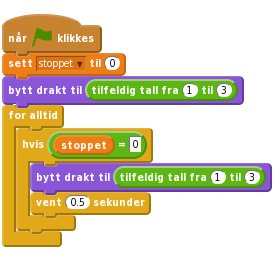 når klikkes
sett stoppet til 0
bytt drakt til tilfeldig tall fra 1 til 3
for alltid
hvis stoppet = 0
bytt drakt til tilfeldig tall fra 1 til 3
vent 0.5 sekunder